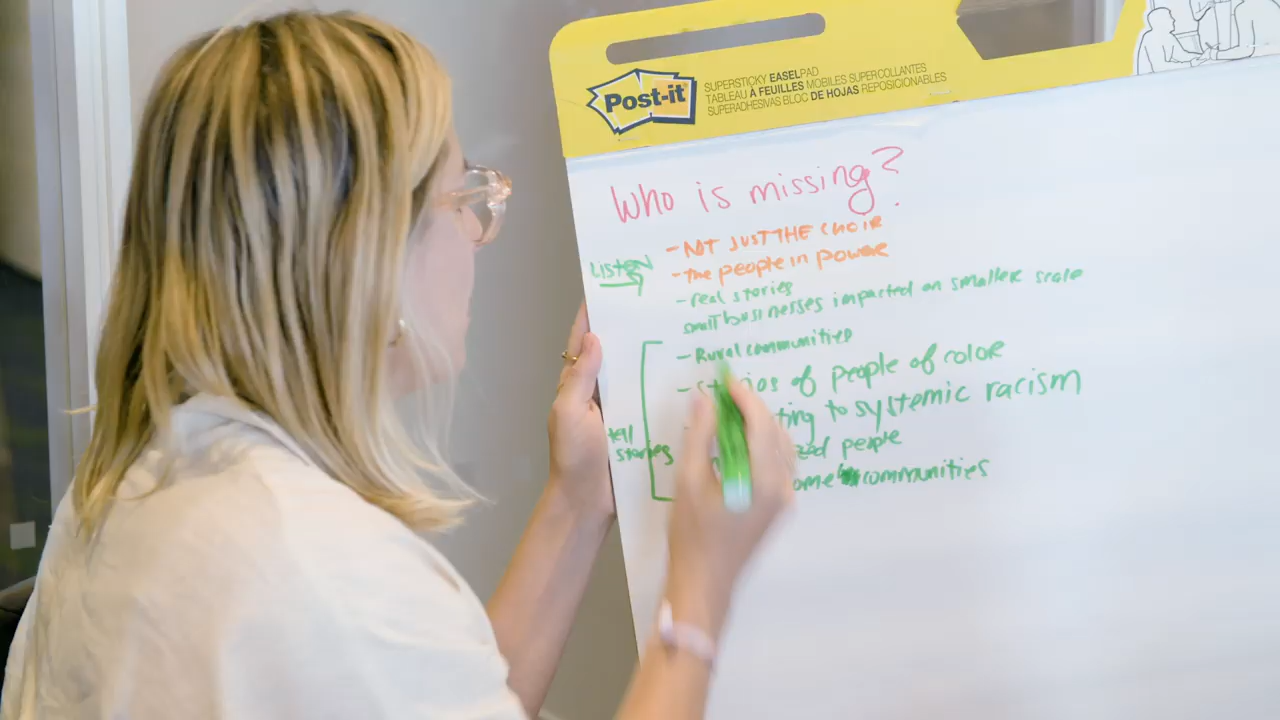 Post-it
SUPERSTICKY EASELPAD
TABLEAU À FEUILLES MOBILES SUPERCOLLANTES
SUPERADHESIVAS BLOC DE HOJAS REPOSICIONABLES
Who is missing?
- NOT JUST THE CHOIR
- the people in power
Listen
- real stories
small businesses impacted on smaller scale
- Rural communities
- of people of color
to systemic racism
tell
stories
people
communities